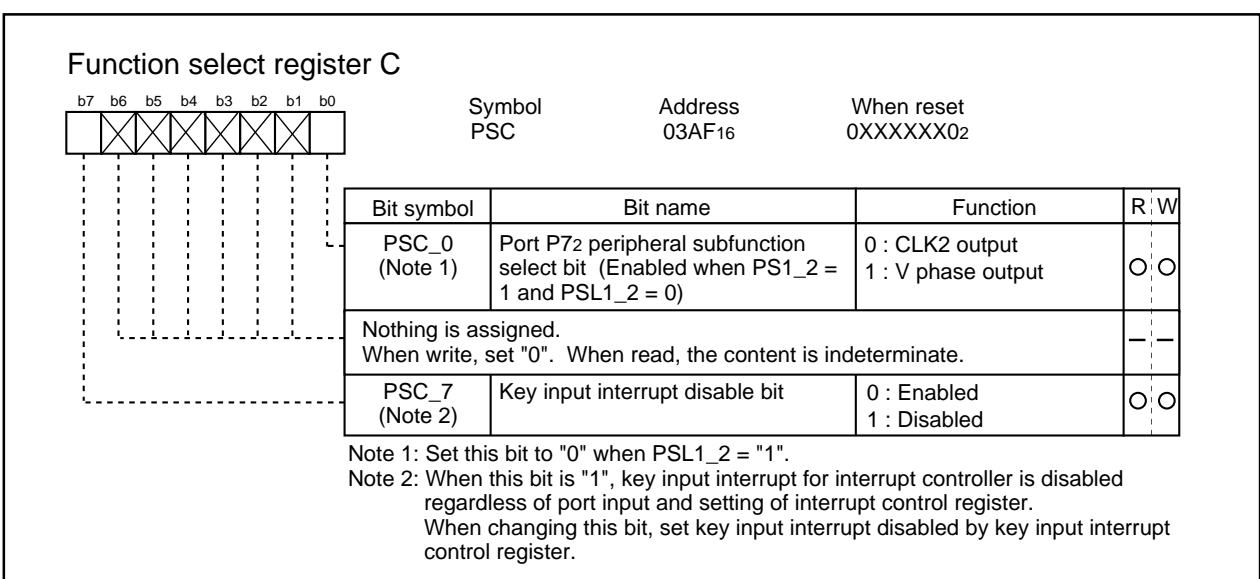 Function select register C
b7 b6 b5 b4 b3 b2 b1 b0
Symbol Address When reset
PSC 03AF16 0XXXXXX02
Bit symbol Bit name Function R W
PSC_0 Port P72 peripheral subfunction 0 : CLK2 output
(Note 1) select bit (Enabled when PS1_2 = 1 : V phase output
1 and PSL1_2 = 0)
Nothing is assigned.
When write, set "0". When read, the content is indeterminate.
PSC_7 Key input interrupt disable bit 0 : Enabled
(Note 2) 1 : Disabled
Note 1: Set this bit to "0" when PSL1_2 = "1".
Note 2: When this bit is "1", key input interrupt for interrupt controller is disabled
regardless of port input and setting of interrupt control register.
When changing this bit, set key input interrupt disabled by key input interrupt
control register.